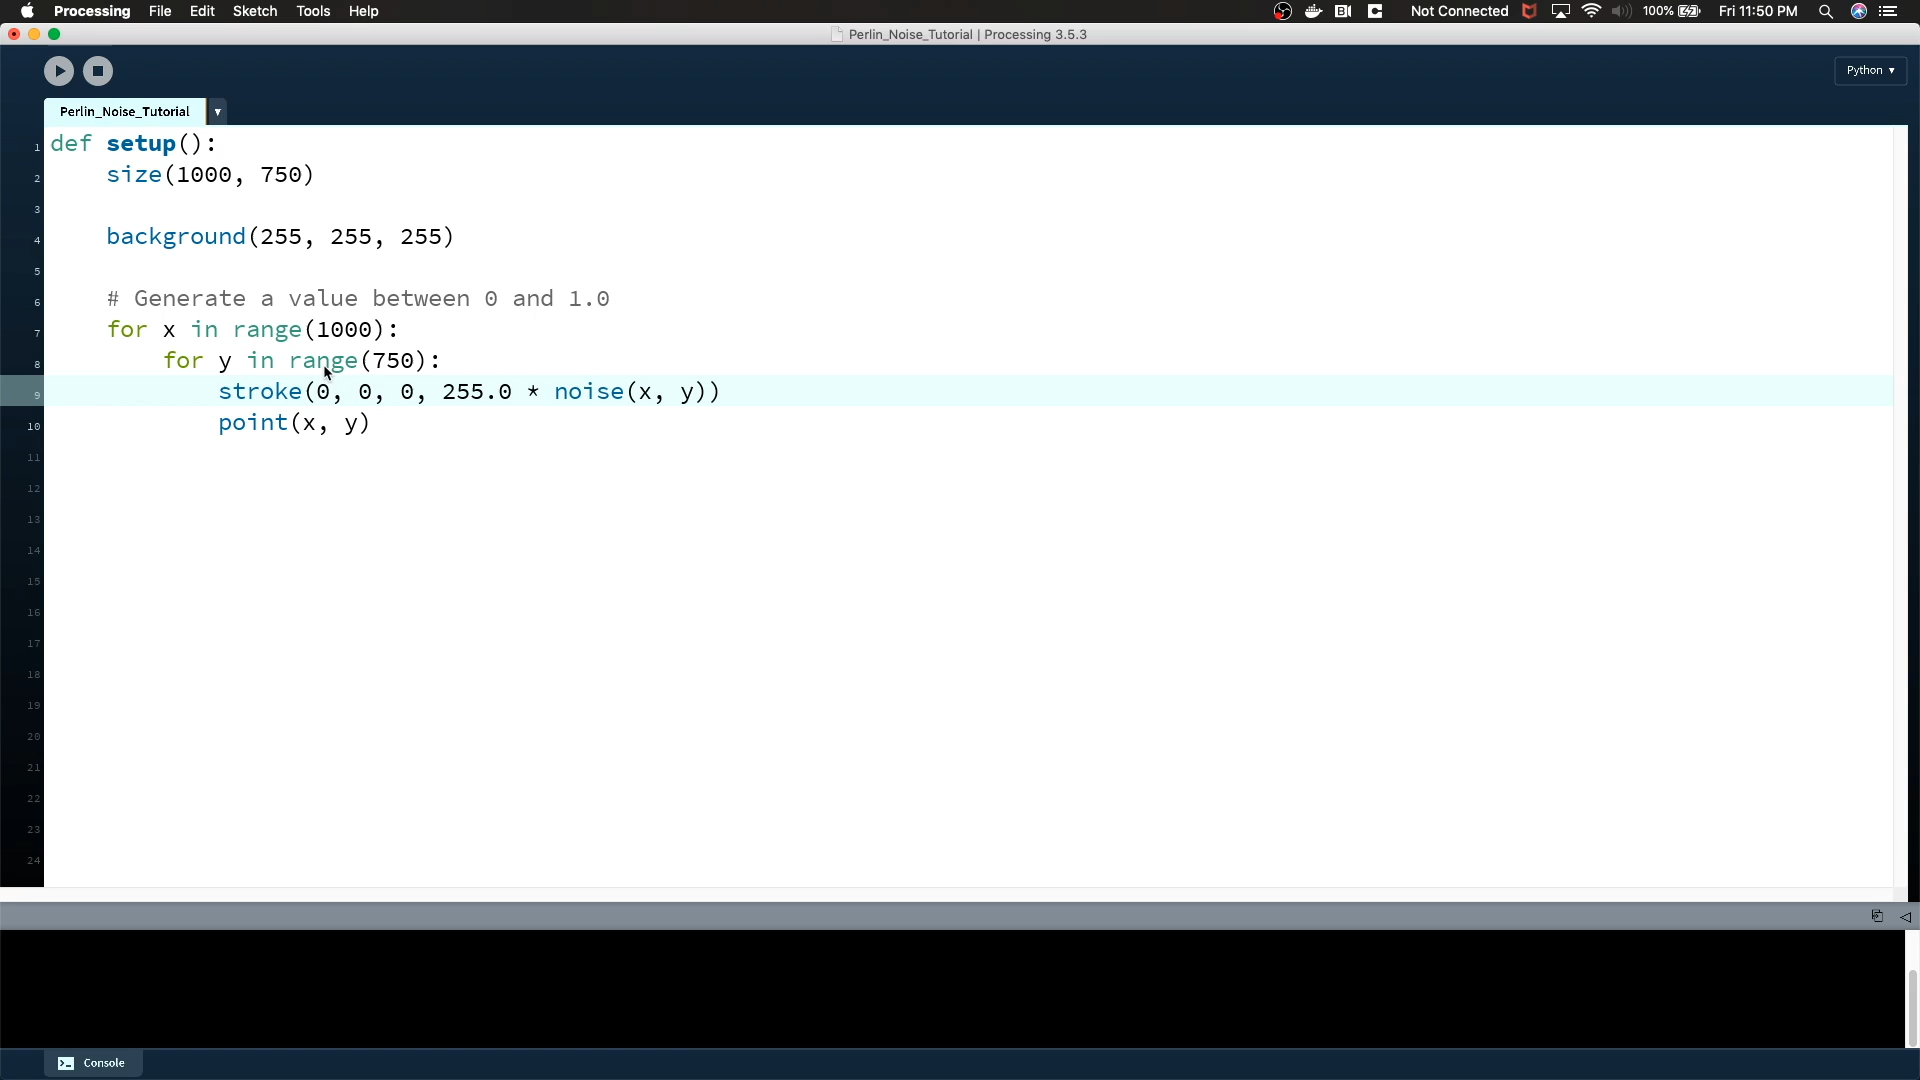 Processing File Edit Sketch Tools Help Not Connected 100% Fri 11:50 PM
Perlin_Noise_Tutorial | Processing 3.5.3
Python ▾
Perlin_Noise_Tutorial ▾
1 def setup():
2     size(1000, 750)
3
4     background(255, 255, 255)
5
6     # Generate a value between 0 and 1.0
7     for x in range(1000):
8         for y in range(750):
9             stroke(0, 0, 0, 255.0 * noise(x, y))
10             point(x, y)
11
12
13
14
15
16
17
18
19
20
21
22
23
24
Console